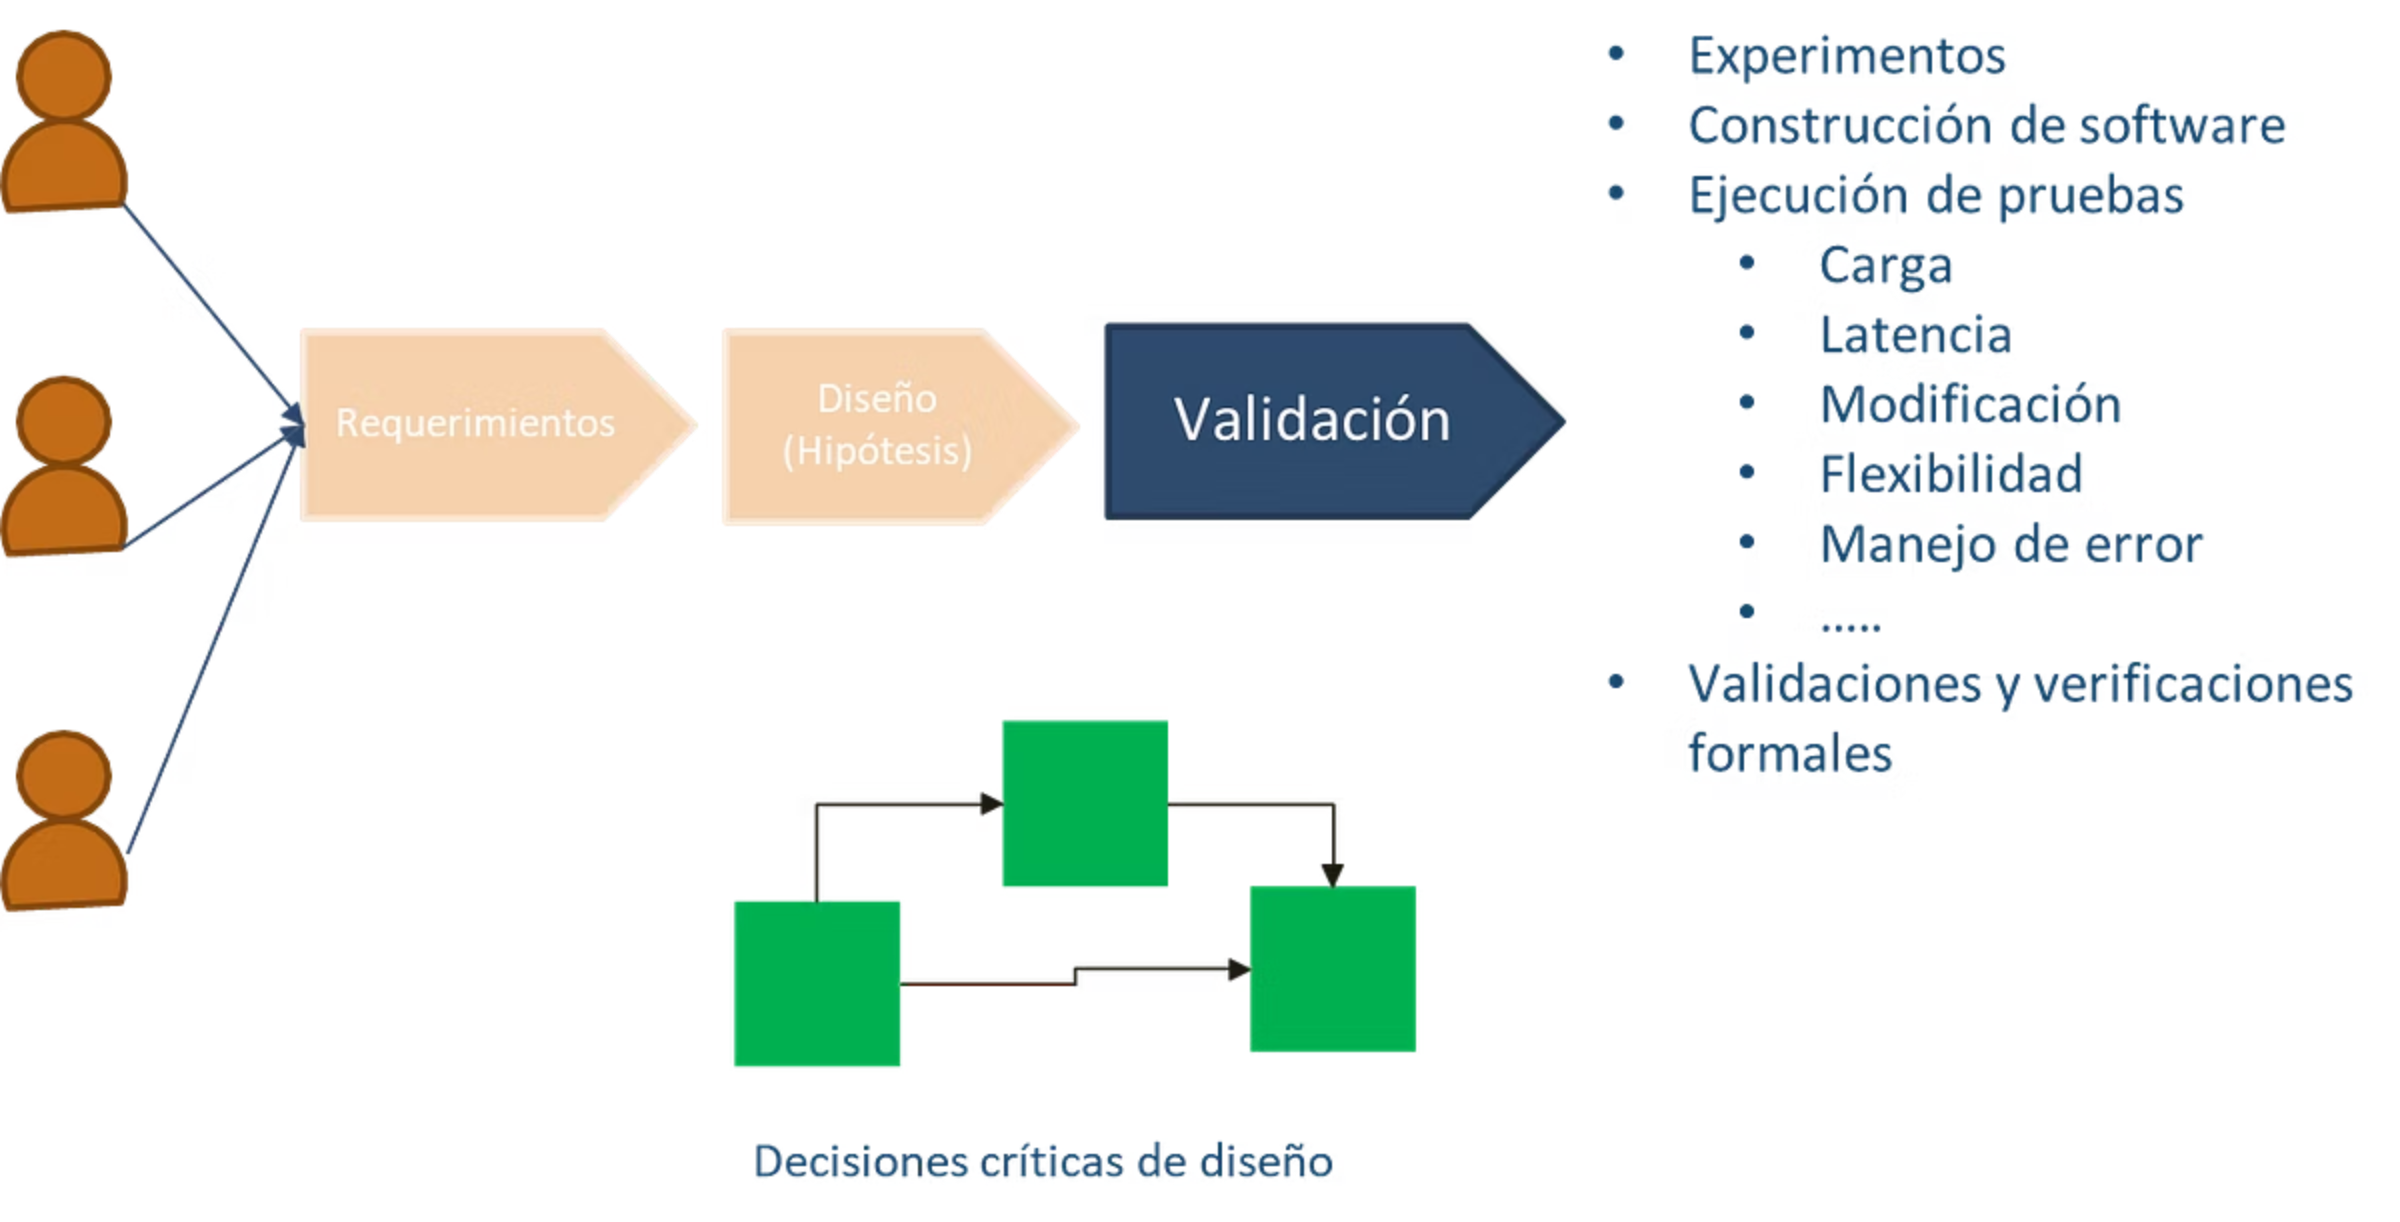 Requerimientos
Diseño
(Hipótesis)
Validación
Experimentos
Construcción de software
Ejecución de pruebas
Carga
Latencia
Modificación
Flexibilidad
Manejo de error
.....
Validaciones y verificaciones
formales
Decisiones críticas de diseño